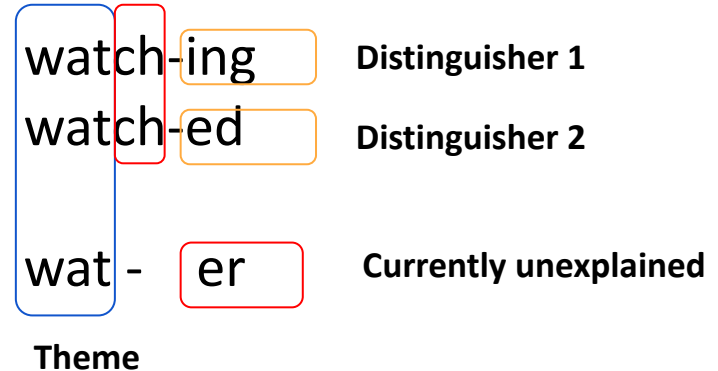 watch-ing Distinguisher 1
watch-ed Distinguisher 2
wat - er Currently unexplained
Theme